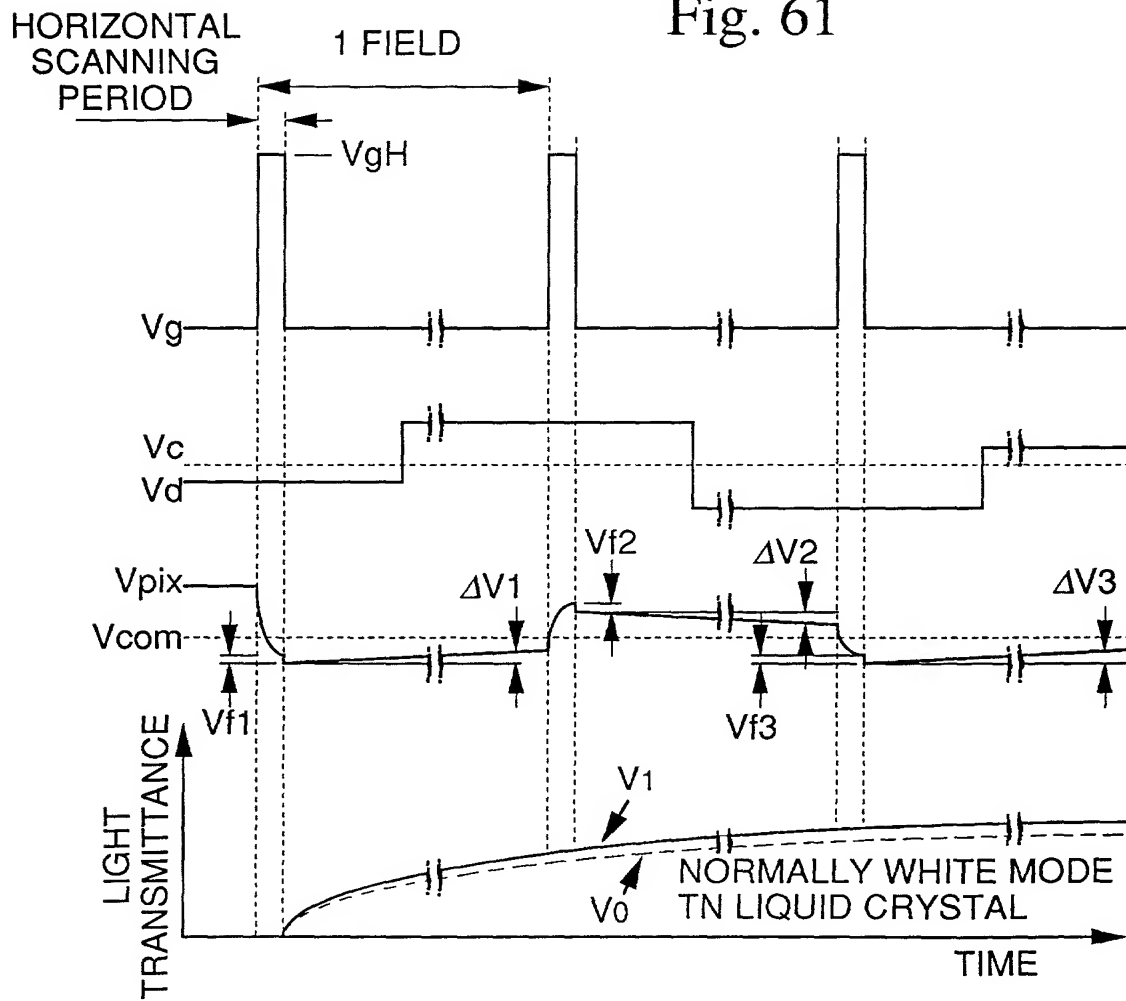 Fig. 61
HORIZONTAL
SCANNING
PERIOD
1 FIELD
VgH
Vg
Vc
Vd
Vf2
ΔV2
Vpix
ΔV1
ΔV3
Vcom
Vf1
Vf3
LIGHT
TRANSMITTANCE
V1
V0
NORMALLY WHITE MODE
TN LIQUID CRYSTAL
TIME